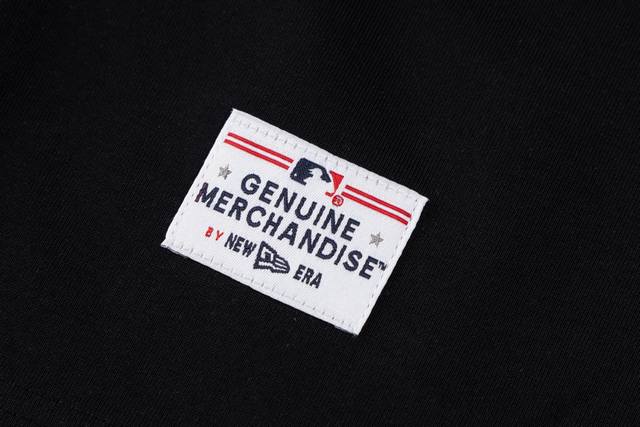 GENUINE
MERCHANDISE™
BY NEW ERA